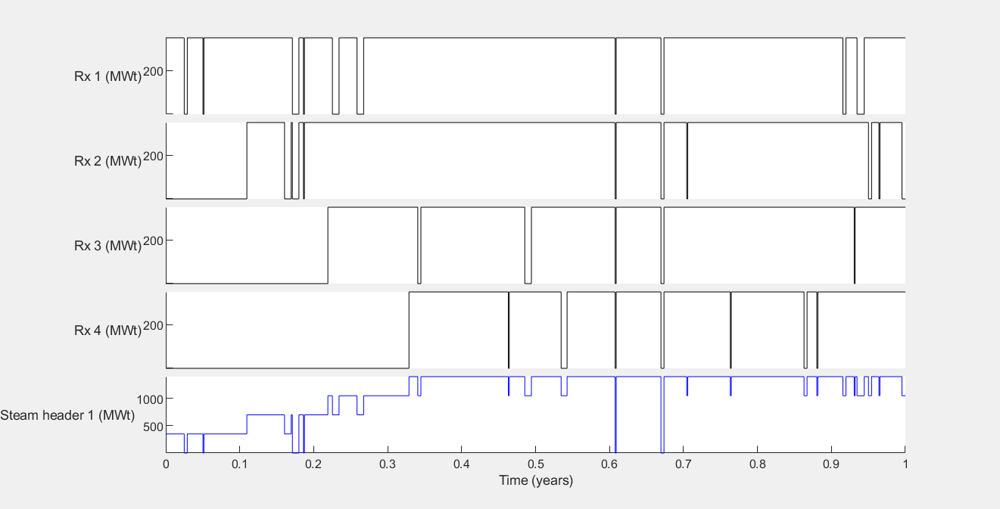 Rx 1 (MWt) 200
Rx 2 (MWt) 200
Rx 3 (MWt) 200
Rx 4 (MWt) 200
1000
Steam header 1 (MWt)
500
0 0.1 0.2 0.3 0.4 0.5 0.6 0.7 0.8 0.9 1
Time (years)